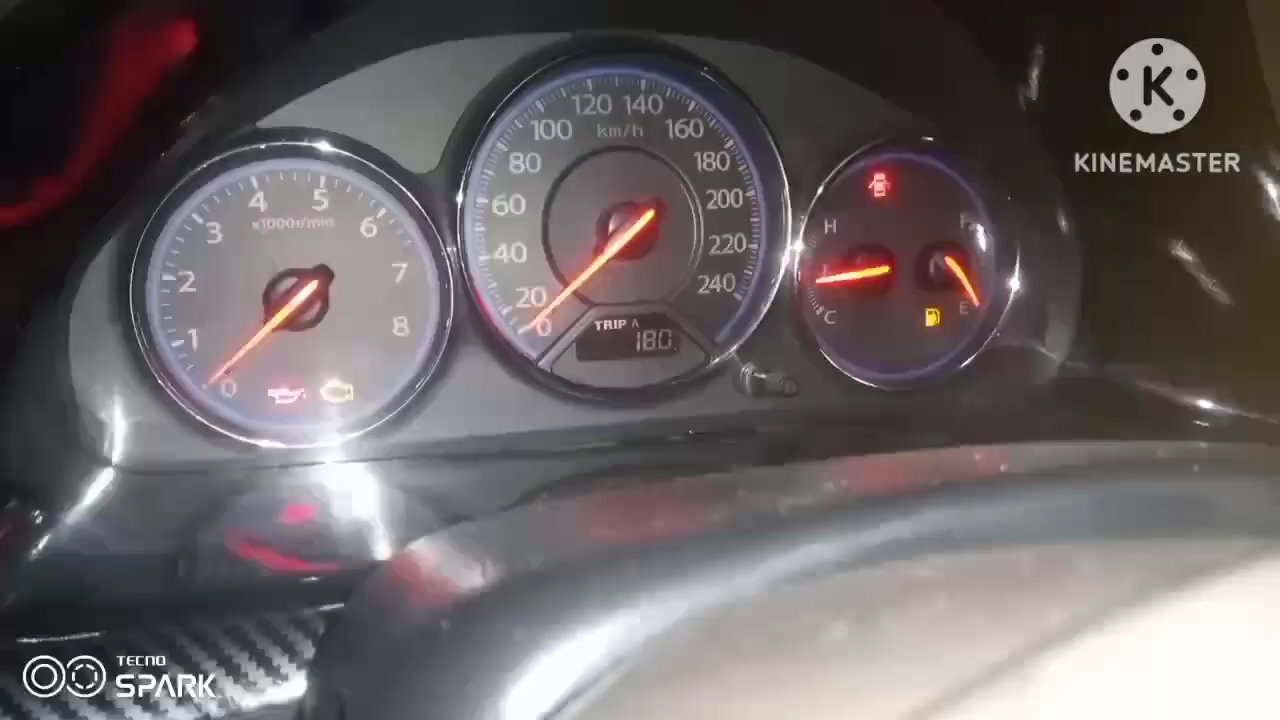 120 140
100 km/h 160
80 180
60 200
40 220
20 240
0
TRIP A
180
4 5
x1000r/min
3 6
2 7
1 8
0
H F
C E
K
KINEMASTER
TECNO
SPARK